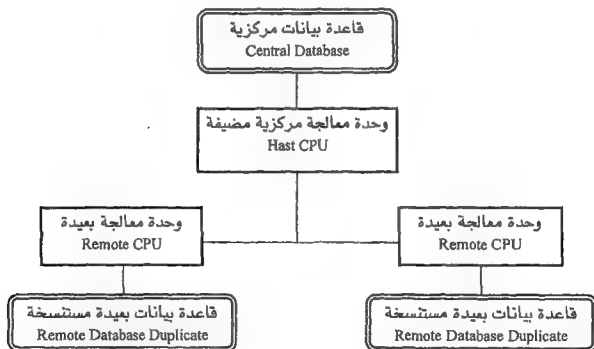 قاعدة بيانات مركزية
Central Database
وحدة معالجة مركزية مضيفة
Hast CPU
وحدة معالجة بعيدة
Remote CPU
وحدة معالجة بعيدة
Remote CPU
قاعدة بيانات بعيدة مستنسخة
Remote Database Duplicate
قاعدة بيانات بعيدة مستنسخة
Remote Database Duplicate